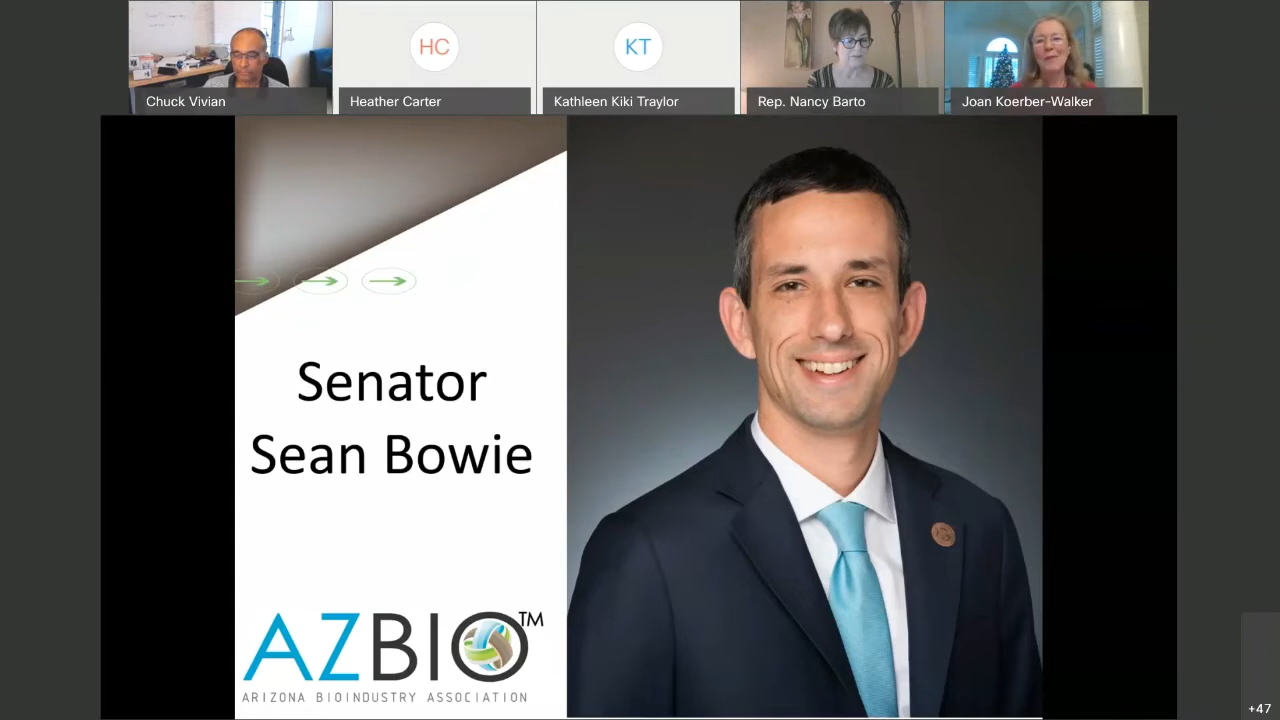 HC
KT
Chuck Vivian
Heather Carter
Kathleen Kiki Traylor
Rep. Nancy Barto
Joan Koerber-Walker
Senator
Sean Bowie
AZBIO™
ARIZONA BIOINDUSTRY ASSOCIATION
+47